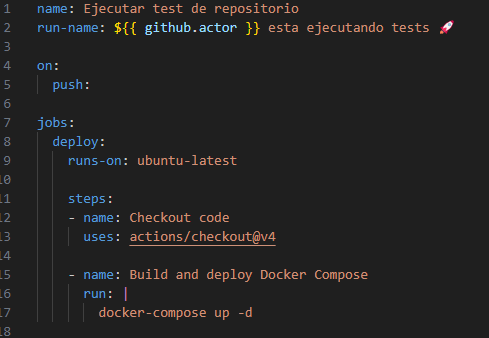 1 name: Ejecutar test de repositorio
2 run-name: ${{ github.actor }} esta ejecutando tests 🚀
3
4 on:
5   push:
6
7 jobs:
8   deploy:
9     runs-on: ubuntu-latest
10
11     steps:
12     - name: Checkout code
13       uses: actions/checkout@v4
14
15     - name: Build and deploy Docker Compose
16       run: |
17         docker-compose up -d
18